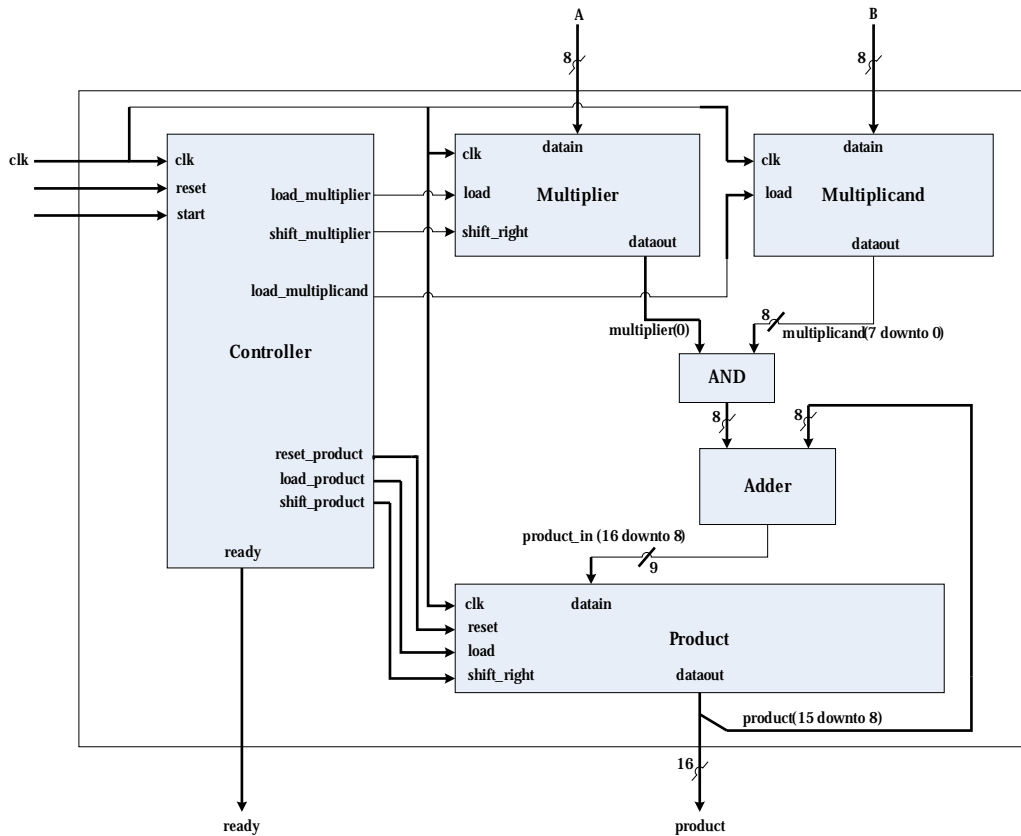 A
B
8
8
clk
clk
reset
start
load_multiplier
shift_multiplier
load_multiplicand
Controller
reset_product
load_product
shift_product
ready
datain
clk
load
Multiplier
shift_right
dataout
datain
clk
load
Multiplicand
dataout
multiplier(0)
8
multiplicand(7 downto 0)
AND
8
8
Adder
product_in (16 downto 8)
9
clk
datain
reset
Product
load
shift_right
dataout
product(15 downto 8)
16
ready
product